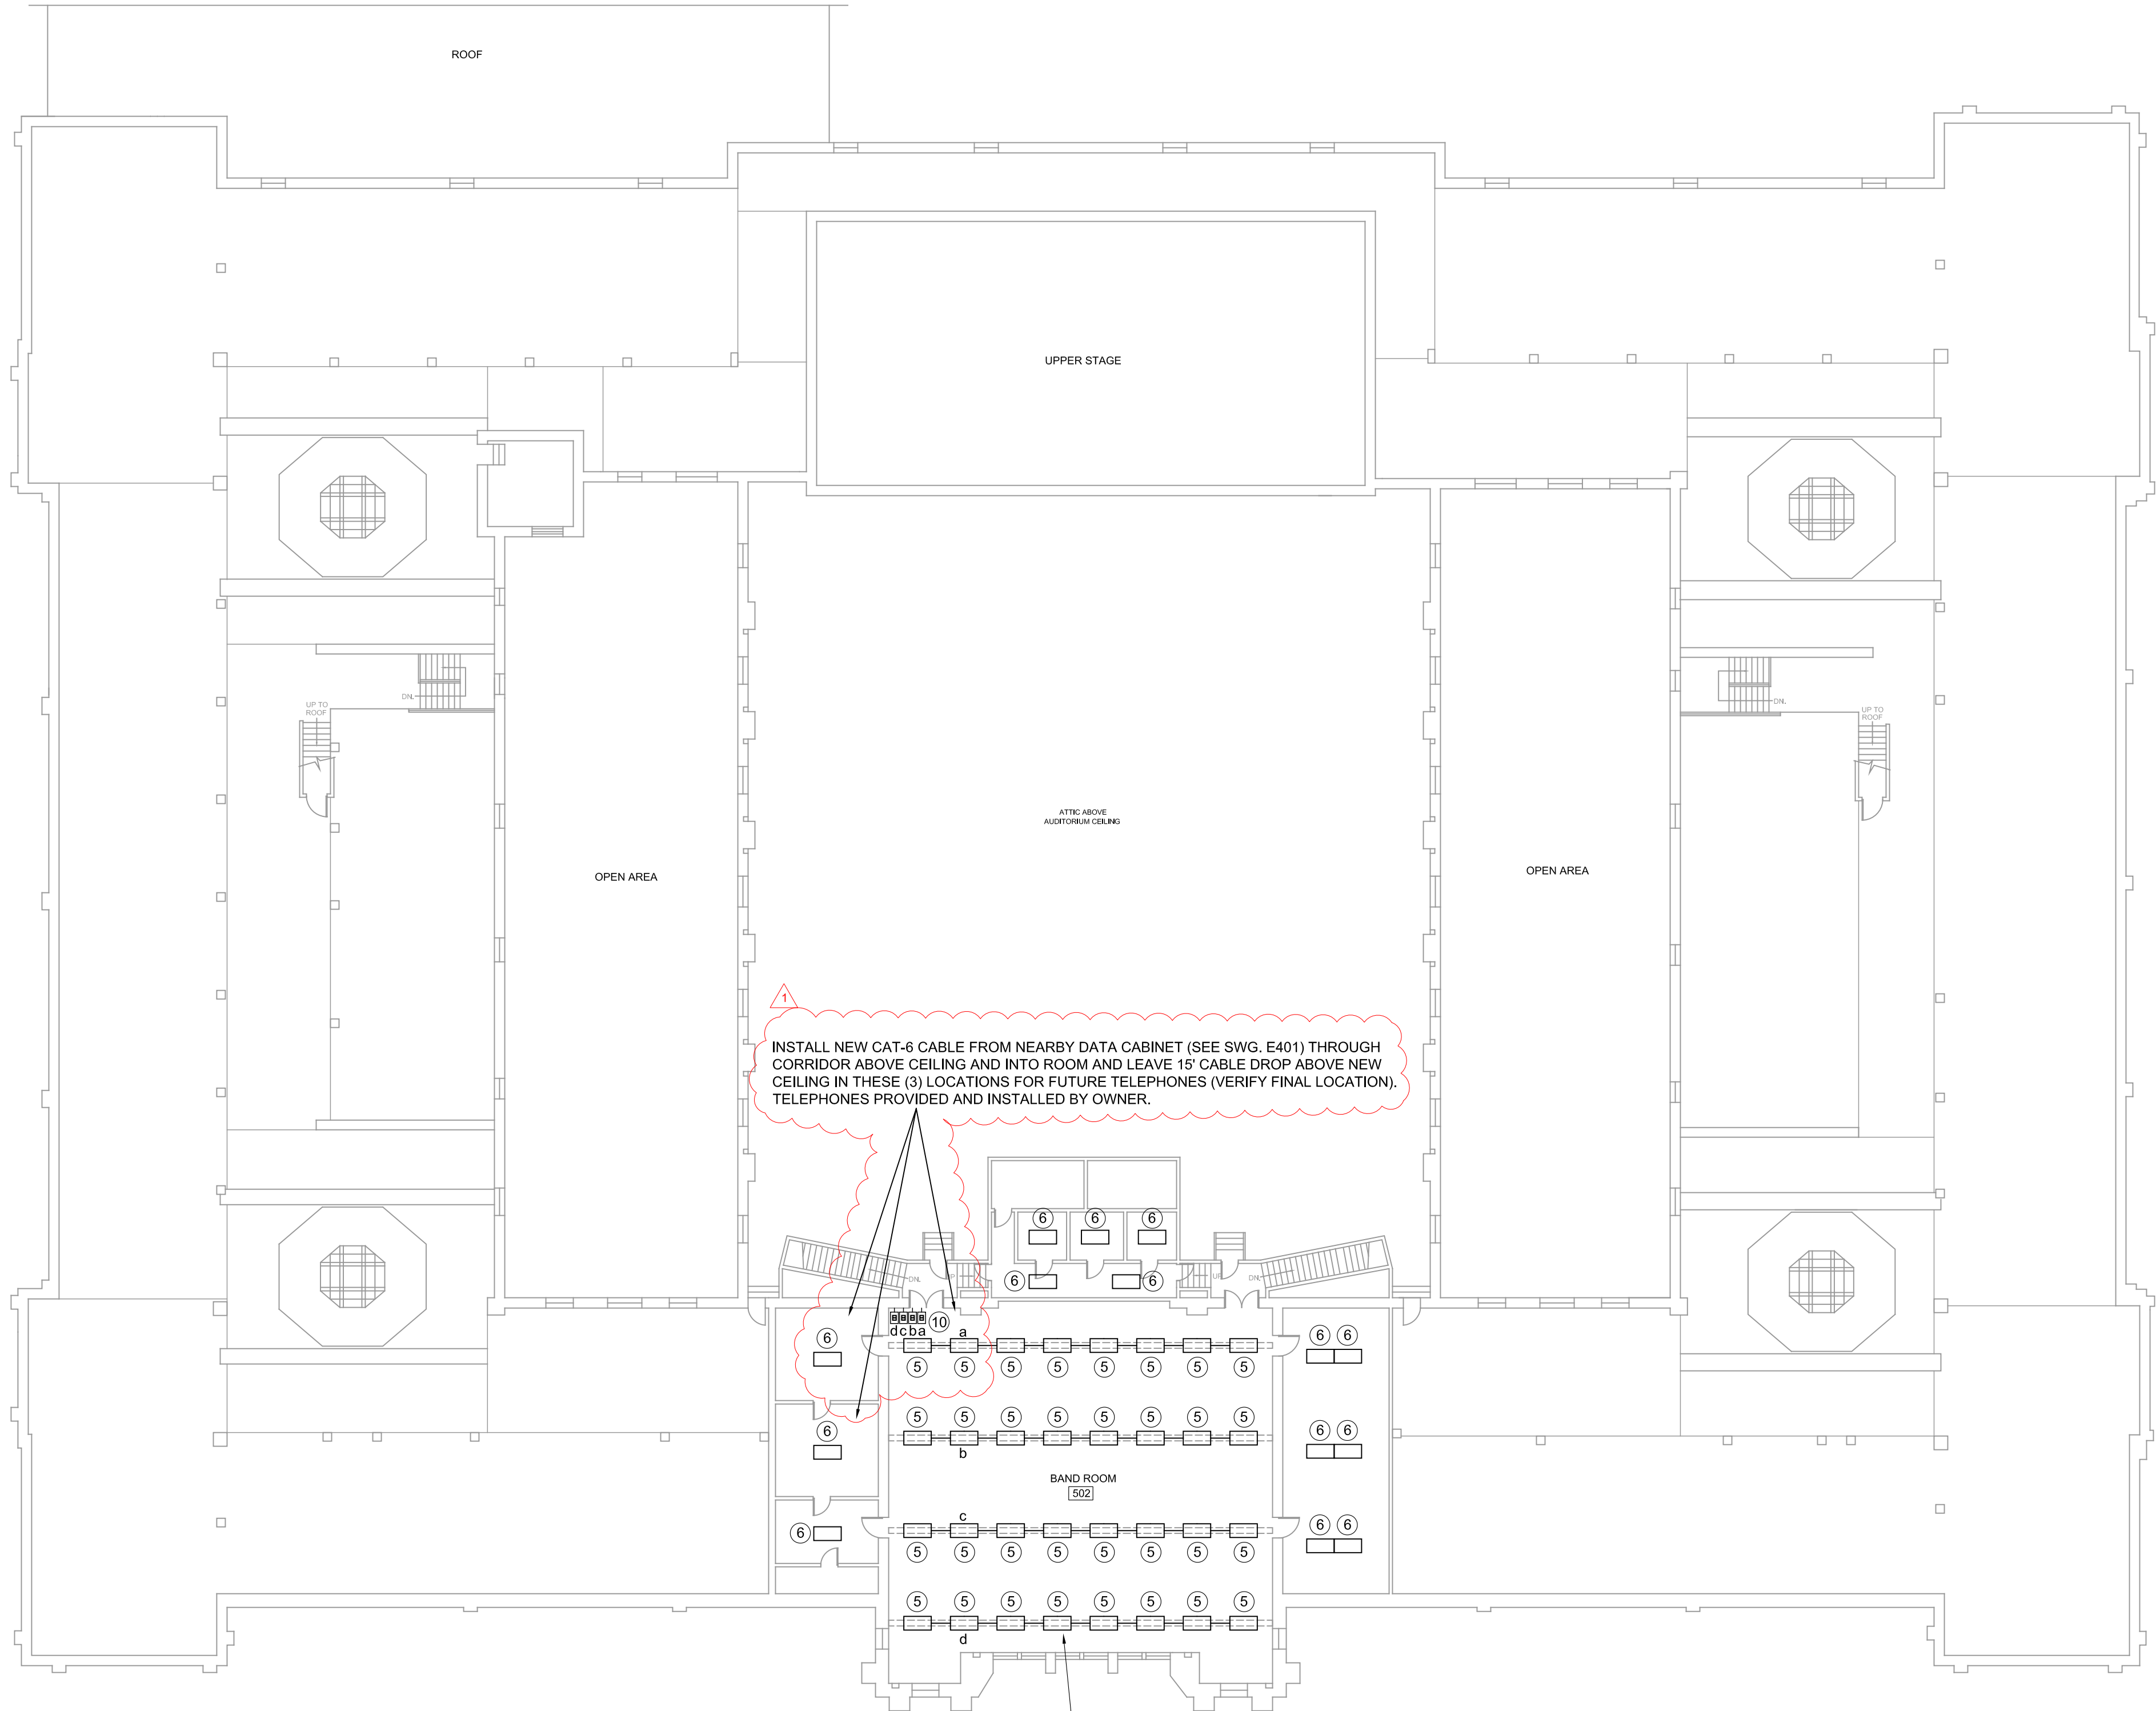 ROOF
UPPER STAGE
DN.
UP TO
ROOF
DN.
UP TO
ROOF
ATTIC ABOVE
AUDITORIUM CEILING
OPEN AREA
OPEN AREA
1
INSTALL NEW CAT-6 CABLE FROM NEARBY DATA CABINET (SEE SWG. E401) THROUGH
CORRIDOR ABOVE CEILING AND INTO ROOM AND LEAVE 15' CABLE DROP ABOVE NEW
CEILING IN THESE (3) LOCATIONS FOR FUTURE TELEPHONES (VERIFY FINAL LOCATION).
TELEPHONES PROVIDED AND INSTALLED BY OWNER.
6 6 6
DN. UP 6 6 UP DN.
10
dcba a
6 6 6
5 5 5 5 5 5 5 5
5 5 5 5 5 5 5 5
6 6 6
b
BAND ROOM
502
c
6 6 6
5 5 5 5 5 5 5 5
5 5 5 5 5 5 5 5
d